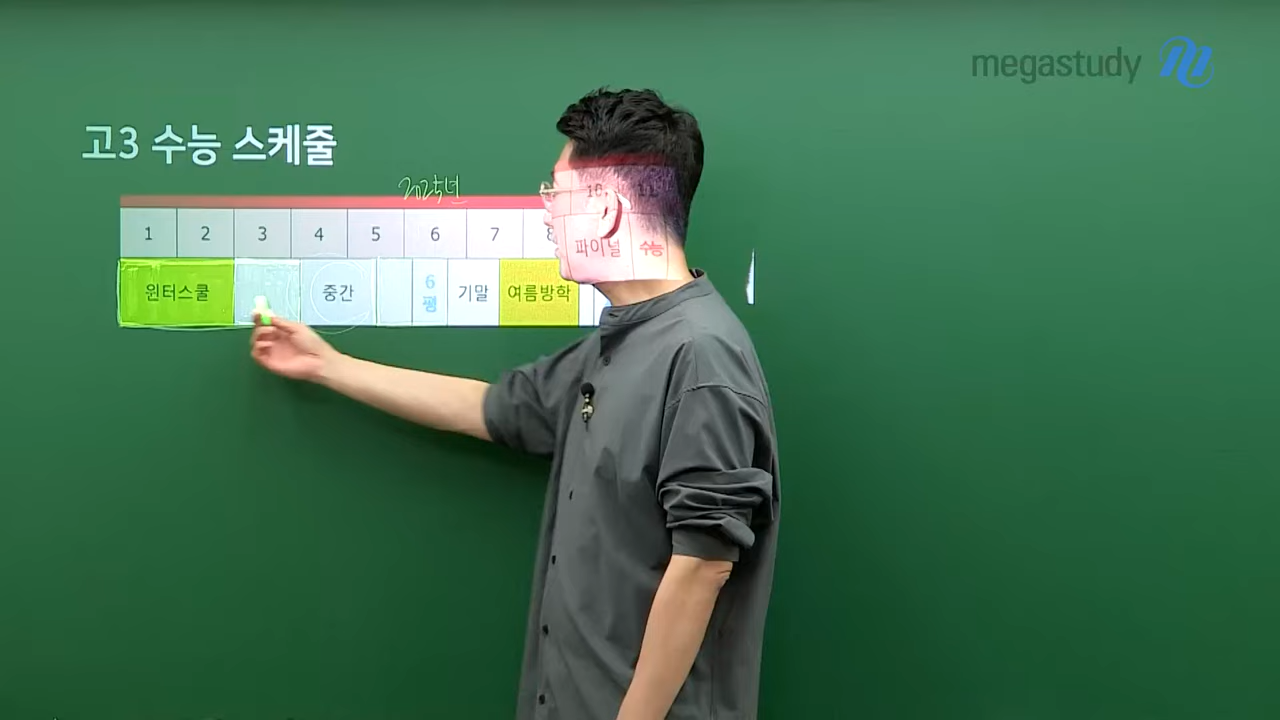 megastudy
고3 수능 스케줄
2025년
1 2 3 4 5 6 7 8 10 11
파이널 수능
윈터스쿨 중간 6평 기말 여름방학